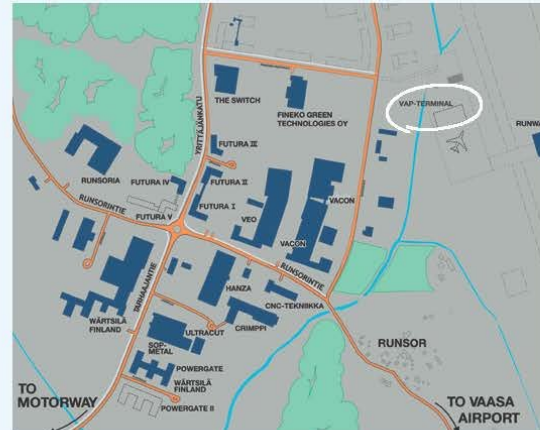 VAP-TERMINAL
THE SWITCH
FINEKO GREEN
TECHNOLOGIES OY
YRITTÄJÄNKATU
RUNWA
FUTURA III
RUNSORIA
FUTURA IV
FUTURA II
VACON
RUNSORINTIE
FUTURA I
FUTURA V
VEO
VACON
RUNSORINTIE
TARHAAJANTIE
HANZA
CNC-TEKNIIKKA
WÄRTSILÄ
FINLAND
ULTRACUT
CRIMPPI
SOP-
METAL
RUNSOR
POWERGATE
WÄRTSILÄ
FINLAND
POWERGATE II
TO
MOTORWAY
TO VAASA
AIRPORT